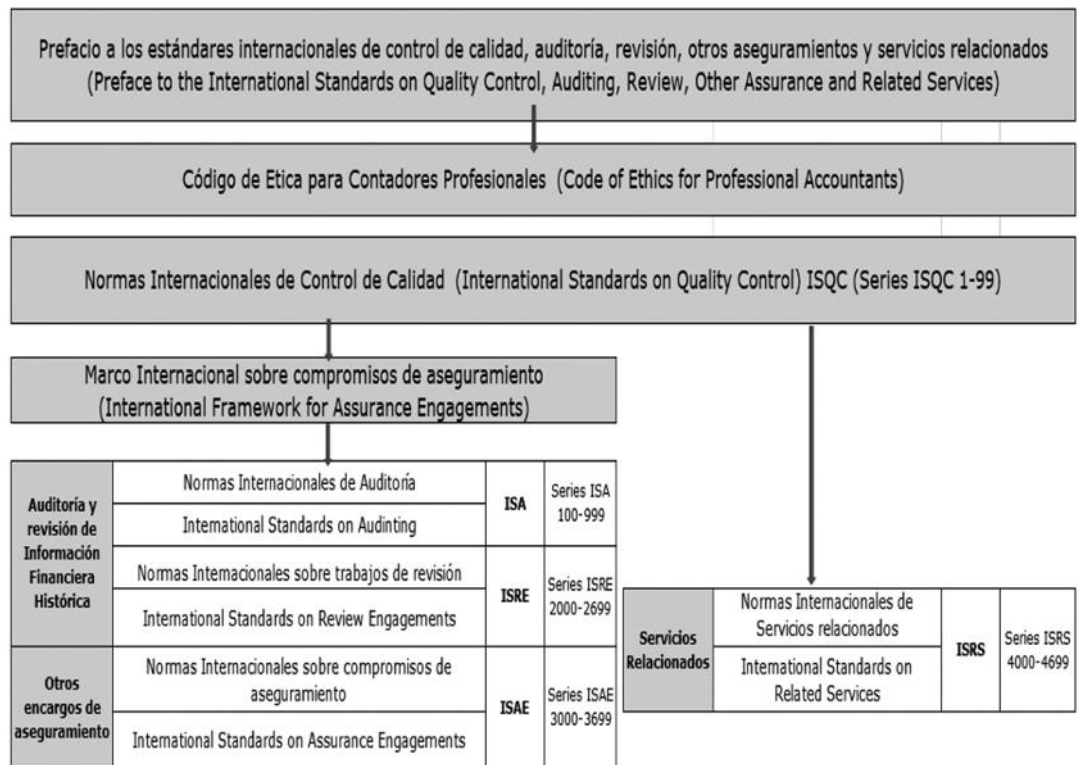 Prefacio a los estándares internacionales de control de calidad, auditoría, revisión, otros aseguramientos y servicios relacionados
(Preface to the International Standards on Quality Control, Auditing, Review, Other Assurance and Related Services)
Código de Etica para Contadores Profesionales (Code of Ethics for Professional Accountants)
Normas Internacionales de Control de Calidad (International Standards on Quality Control) ISQC (Series ISQC 1-99)
Marco Internacional sobre compromisos de aseguramiento
(International Framework for Assurance Engagements)
Auditoría y
revisión de
Información
Financiera
Histórica
Normas Internacionales de Auditoría
International Standards on Audinting
ISA
Series ISA
100-999
Normas Internacionales sobre trabajos de revisión
International Standards on Review Engagements
ISRE
Series ISRE
2000-2699
Otros
encargos de
aseguramiento
Normas Internacionales sobre compromisos de
aseguramiento
International Standards on Assurance Engagements
ISAE
Series ISAE
3000-3699
Servicios
Relacionados
Normas Internacionales de
Servicios relacionados
International Standards on
Related Services
ISRS
Series ISRS
4000-4699